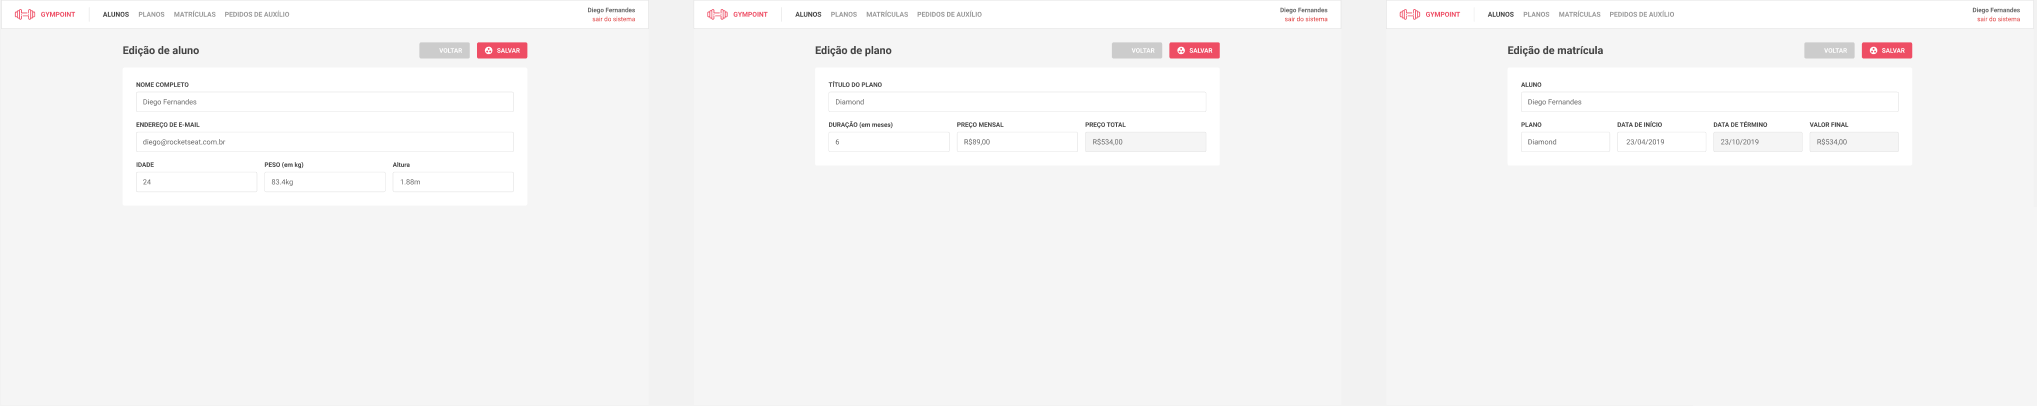 GYMPOINT ALUNOS PLANOS MATRÍCULAS PEDIDOS DE AUXÍLIO Diego Fernandes
sair do sistema
Edição de aluno VOLTAR SALVAR
NOME COMPLETO
Diego Fernandes
ENDEREÇO DE E-MAIL
diego@rocketseat.com.br
IDADE PESO (em kg) Altura
24 83.4kg 1.88m
GYMPOINT ALUNOS PLANOS MATRÍCULAS PEDIDOS DE AUXÍLIO Diego Fernandes
sair do sistema
Edição de plano VOLTAR SALVAR
TÍTULO DO PLANO
Diamond
DURAÇÃO (em meses) PREÇO MENSAL PREÇO TOTAL
6 R$89,00 R$534,00
GYMPOINT ALUNOS PLANOS MATRÍCULAS PEDIDOS DE AUXÍLIO Diego Fernandes
sair do sistema
Edição de matrícula VOLTAR SALVAR
ALUNO
Diego Fernandes
PLANO DATA DE INÍCIO DATA DE TÉRMINO VALOR FINAL
Diamond 23/04/2019 23/10/2019 R$534,00